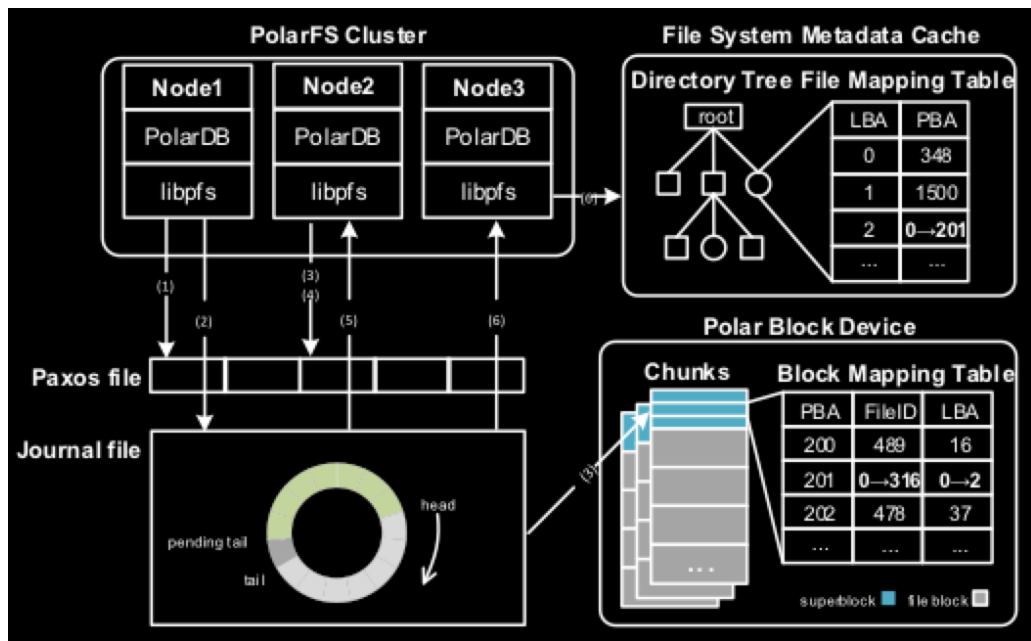 PolarFS Cluster
Node1
PolarDB
libpfs
Node2
PolarDB
libpfs
Node3
PolarDB
libpfs
(1)
(2)
(3)
(4)
(5)
(6)
(6)
Paxos file
Journal file
head
pending tail
tail
(3)
File System Metadata Cache
Directory Tree File Mapping Table
root
LBA PBA
0 348
1 1500
2 0→201
... ...
Polar Block Device
Chunks
...
Block Mapping Table
PBA FileID LBA
200 489 16
201 0→316 0→2
202 478 37
... ... ...
superblock file block